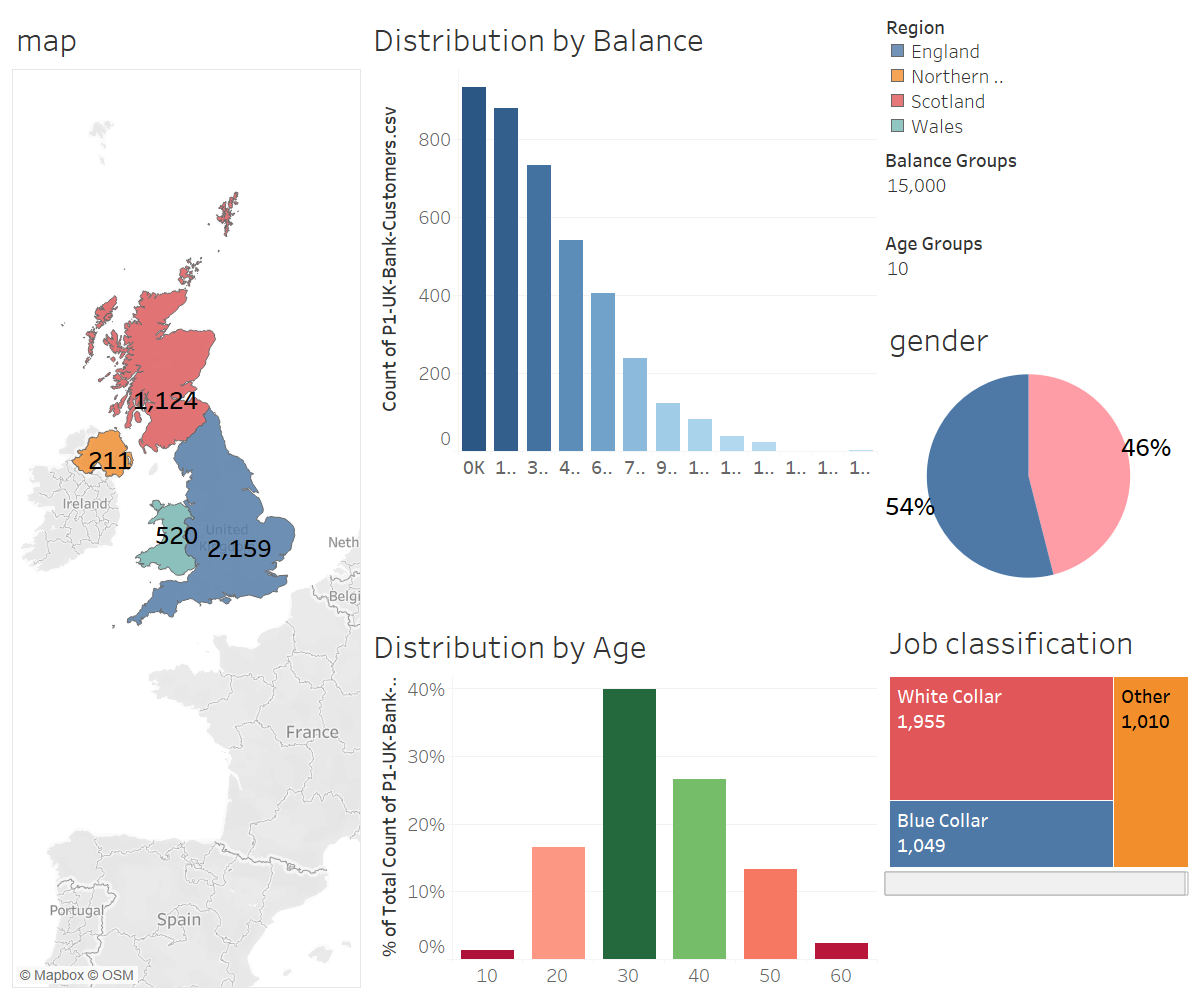 map
1,124
211
Ireland
520
United
2,159
Neth
Belgi
France
Portugal
Spain
© Mapbox © OSM
Distribution by Balance
Count of P1-UK-Bank-Customers.csv
800
600
400
200
0
0K 1.. 3.. 4.. 6.. 7.. 9.. 1.. 1.. 1.. 1.. 1.. 1..
Distribution by Age
% of Total Count of P1-UK-Bank-..
40%
30%
20%
10%
0%
10 20 30 40 50 60
Region
England
Northern ..
Scotland
Wales
Balance Groups
15,000
Age Groups
10
gender
46%
54%
Job classification
White Collar
1,955
Other
1,010
Blue Collar
1,049